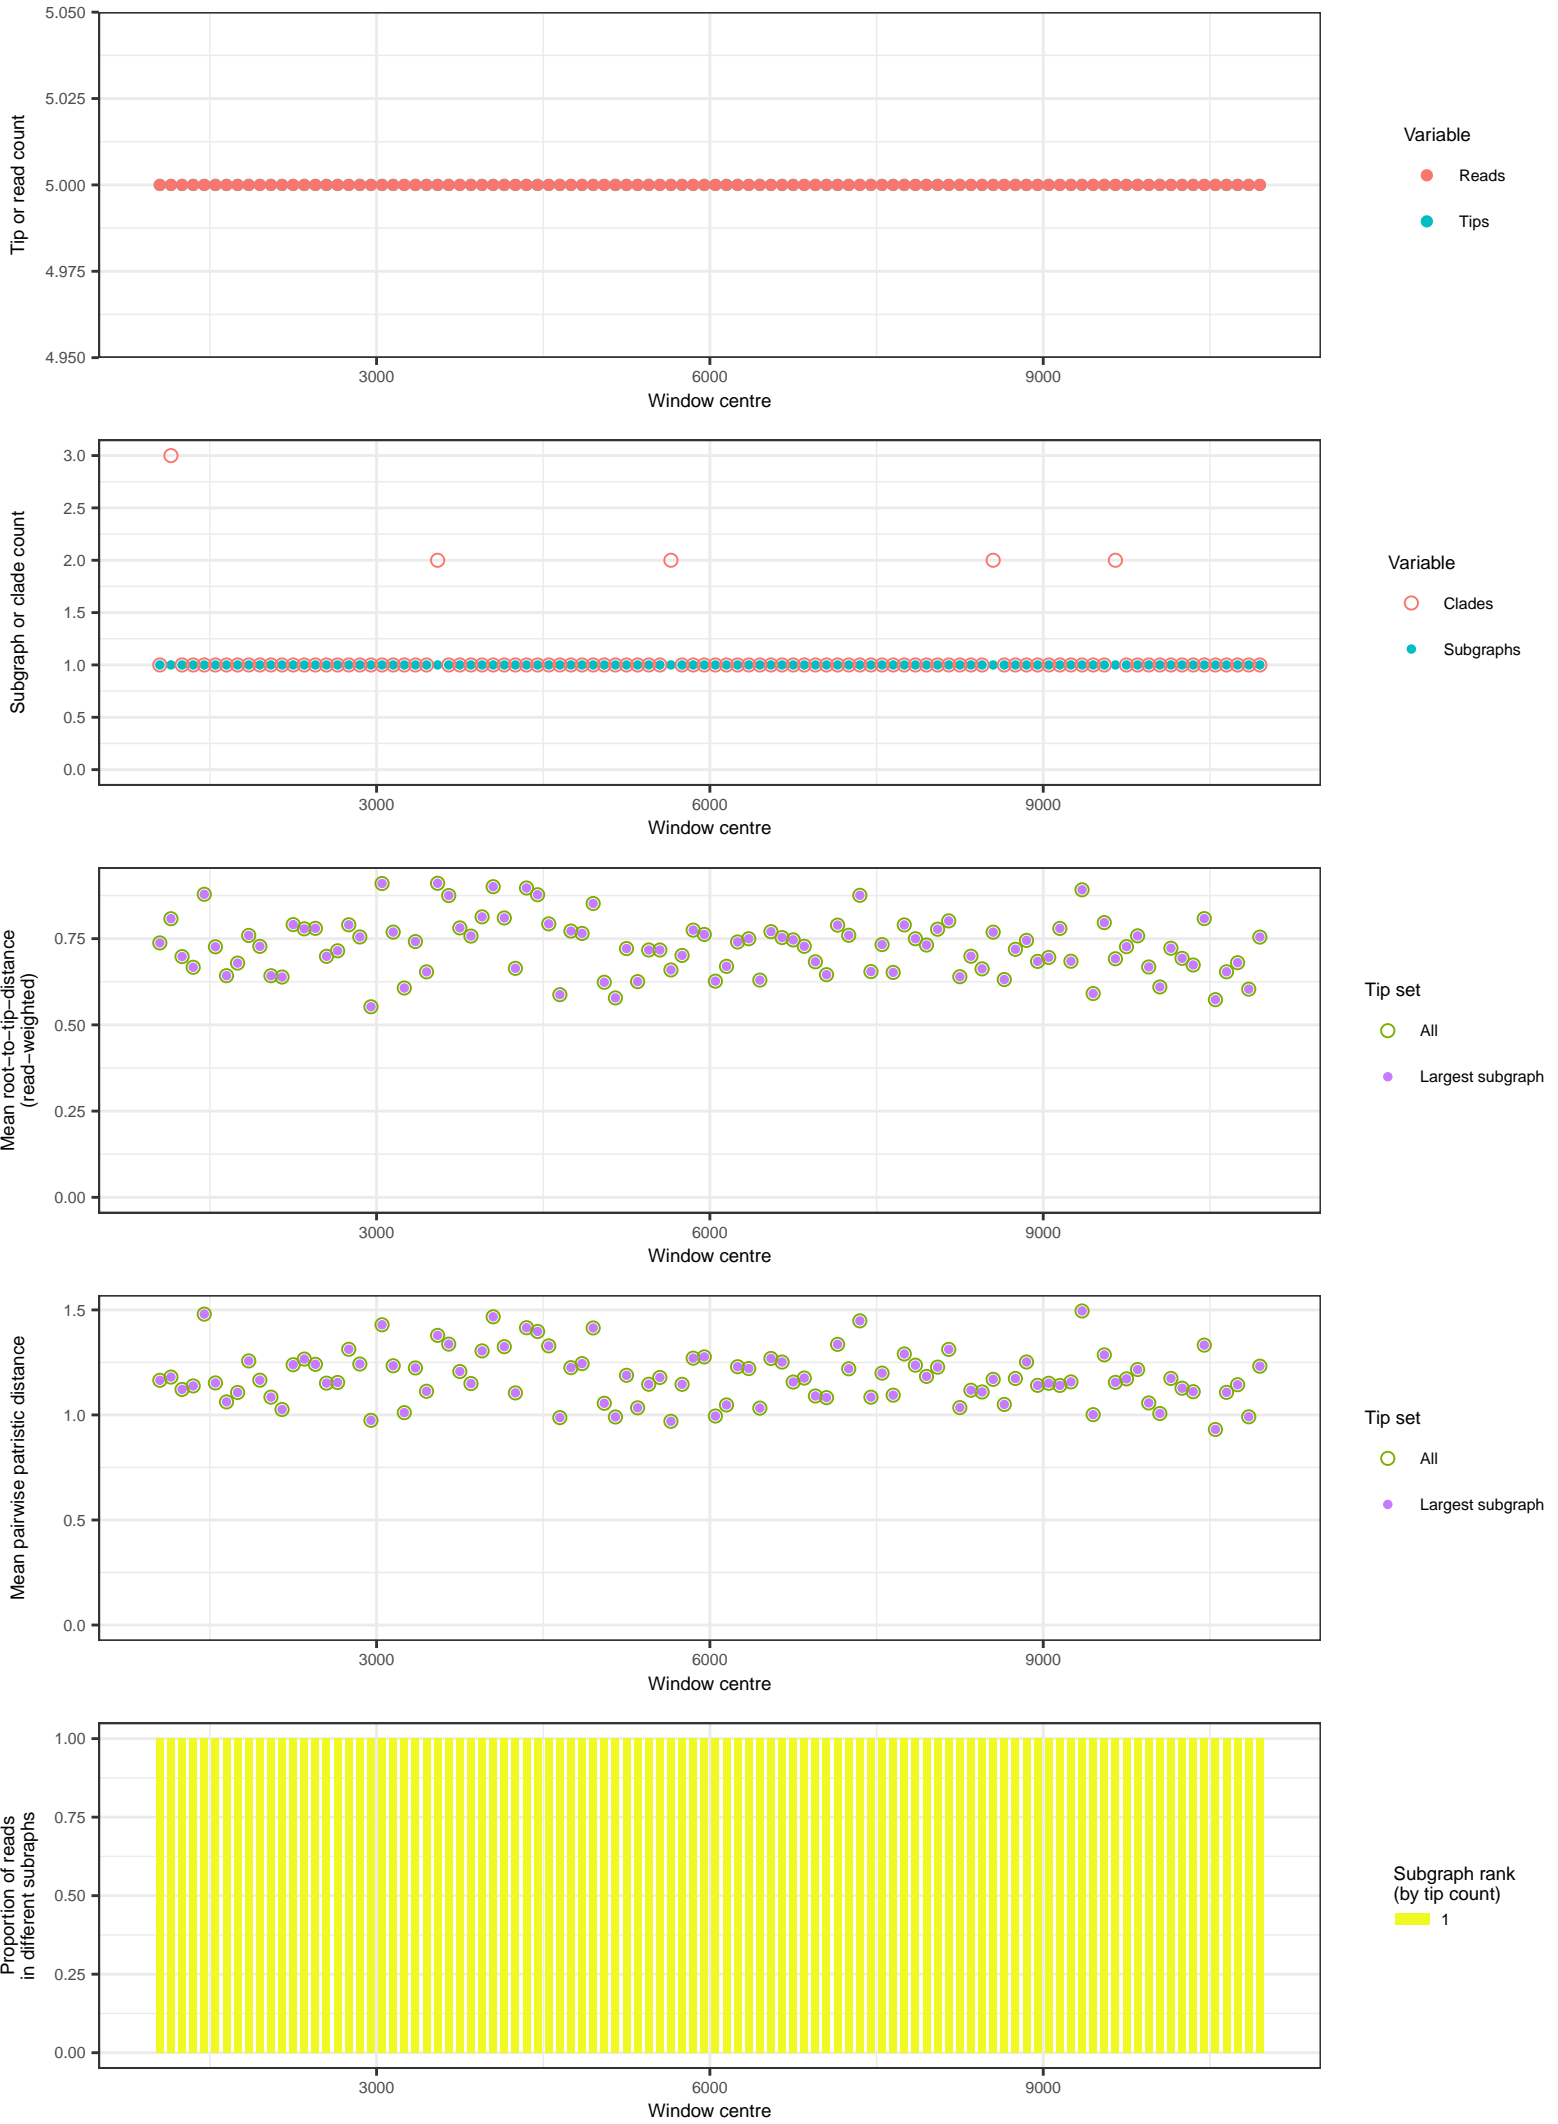 5.050
5.025
5.000
4.975
4.950
Tip or read count
3000
6000
9000
Window centre
Variable
Reads
Tips
3.0
2.5
2.0
1.5
1.0
0.5
0.0
Subgraph or clade count
3000
6000
9000
Window centre
Variable
Clades
Subgraphs
0.75
0.50
0.25
0.00
Mean root−to−tip−distance
(read−weighted)
3000
6000
9000
Window centre
Tip set
All
Largest subgraph
1.5
1.0
0.5
0.0
Mean pairwise patristic distance
3000
6000
9000
Window centre
Tip set
All
Largest subgraph
1.00
0.75
0.50
0.25
0.00
Proportion of reads
in different subraphs
3000
6000
9000
Window centre
Subgraph rank
(by tip count)
1